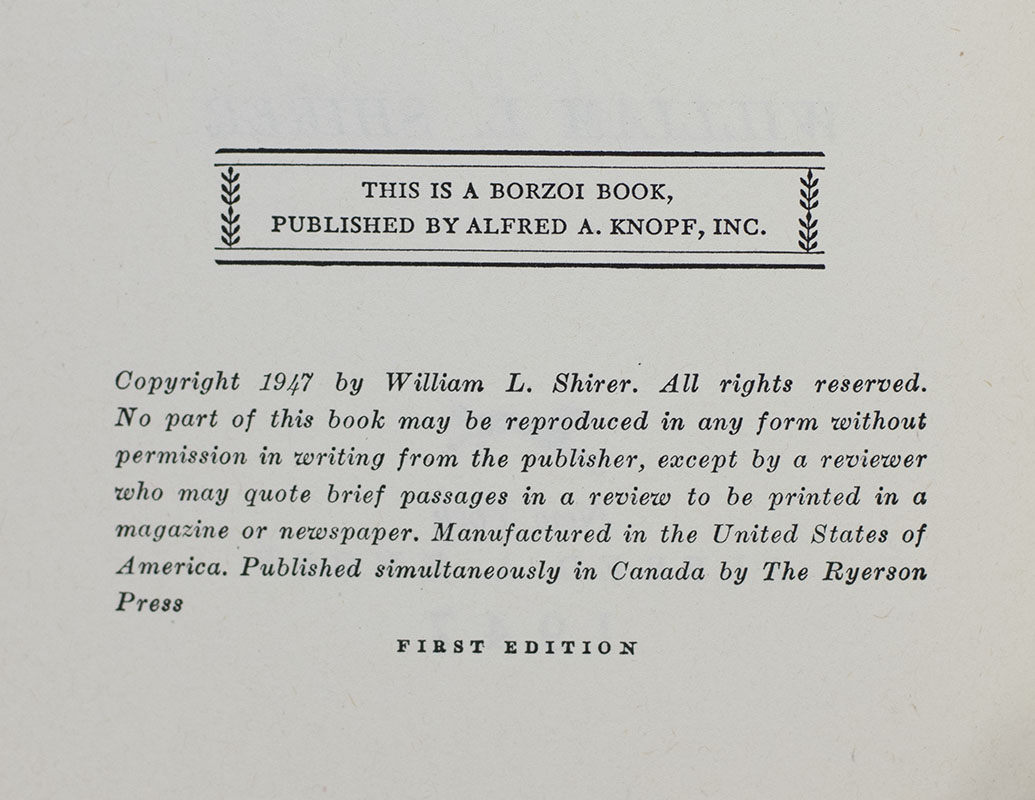 THIS IS A BORZOI BOOK,
PUBLISHED BY ALFRED A. KNOPF, INC.
Copyright 1947 by William L. Shirer. All rights reserved.
No part of this book may be reproduced in any form without
permission in writing from the publisher, except by a reviewer
who may quote brief passages in a review to be printed in a
magazine or newspaper. Manufactured in the United States of
America. Published simultaneously in Canada by The Ryerson
Press
FIRST EDITION